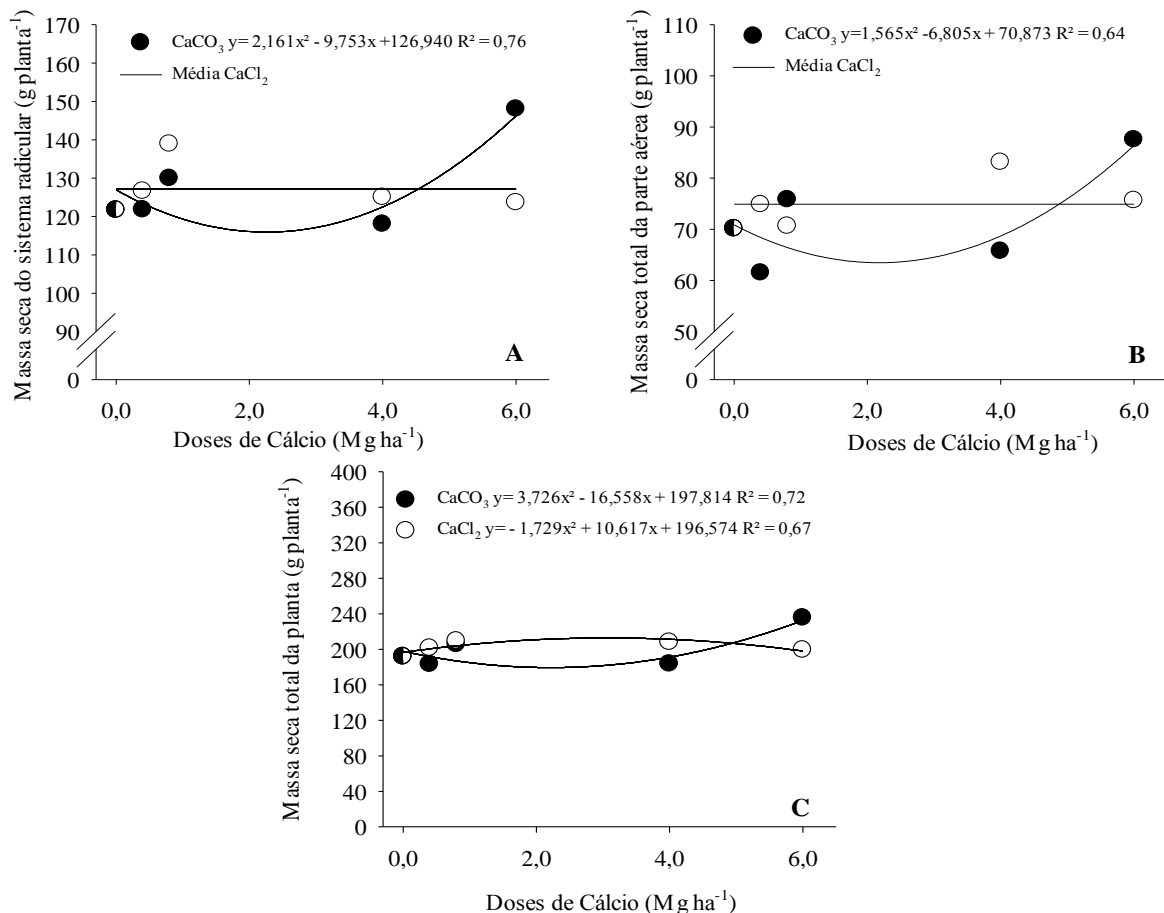 CaCO₃ y= 2,161x² - 9,753x +126,940 R² = 0,76
Média CaCl₂
Massa seca do sistema radicular (g planta⁻¹)
170
160
150
140
130
120
110
100
90
0
A
0,0 2,0 4,0 6,0
Doses de Cálcio (Mg ha⁻¹)
CaCO₃ y=1,565x² -6,805x + 70,873 R² = 0,64
Média CaCl₂
Massa seca total da parte aérea (g planta⁻¹)
110
100
90
80
70
60
50
0
B
0,0 2,0 4,0 6,0
Doses de Cálcio (Mg ha⁻¹)
CaCO₃ y= 3,726x² - 16,558x + 197,814 R² = 0,72
CaCl₂ y= - 1,729x² + 10,617x + 196,574 R² = 0,67
Massa seca total da planta (g planta⁻¹)
400
360
320
280
240
200
160
120
80
40
0
C
0,0 2,0 4,0 6,0
Doses de Cálcio (Mg ha⁻¹)